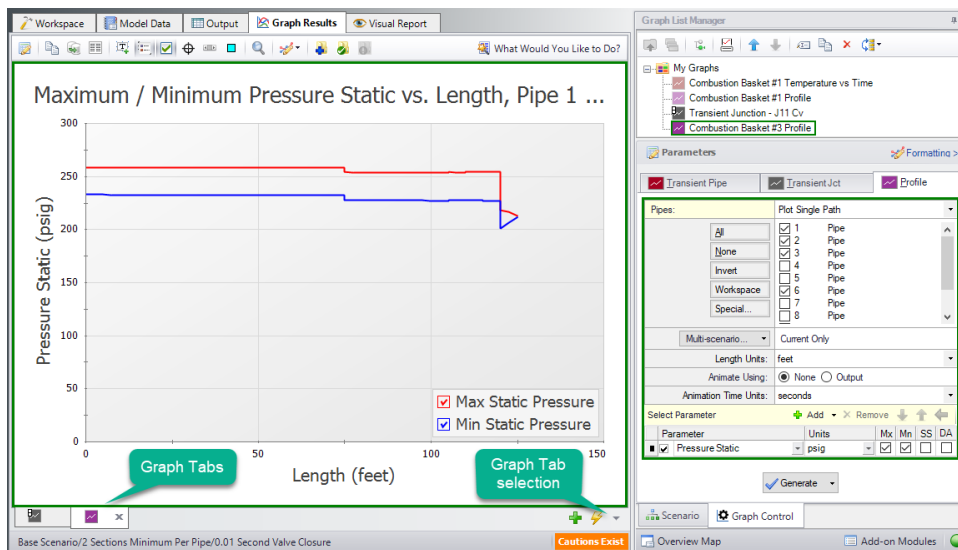 Workspace Model Data Output Graph Results Visual Report
What Would You Like to Do?
Maximum / Minimum Pressure Static vs. Length, Pipe 1 ...
300
250
200
150
100
50
0
Pressure Static (psig)
0 50 100 150
Length (feet)
Max Static Pressure
Min Static Pressure
Graph Tabs
Graph Tab
selection
Base Scenario/2 Sections Minimum Per Pipe/0.01 Second Valve Closure
Cautions Exist
Graph List Manager
My Graphs
Combustion Basket #1 Temperature vs Time
Combustion Basket #1 Profile
Transient Junction - J11 Cv
Combustion Basket #3 Profile
Parameters
Formatting >
Transient Pipe Transient Jct Profile
Pipes: Plot Single Path
All
None
Invert
Workspace
Special...
1 Pipe
2 Pipe
3 Pipe
4 Pipe
5 Pipe
6 Pipe
7 Pipe
8 Pipe
Multi-scenario... Current Only
Length Units: feet
Animate Using: None Output
Animation Time Units: seconds
Select Parameter Add Remove
Parameter Units Mx Mn SS DA
Pressure Static psig
Generate
Scenario Graph Control
Overview Map Add-on Modules